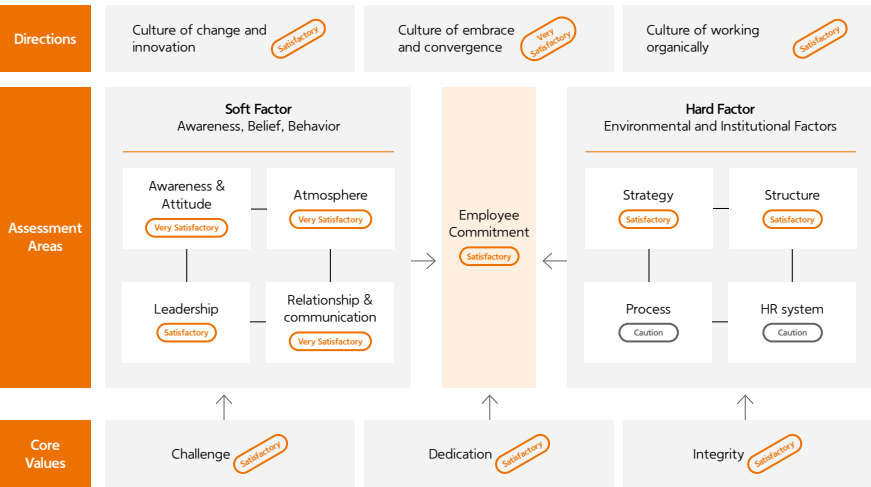 Directions
Culture of change and
innovation
Satisfactory
Culture of embrace
and convergence
Very
Satisfactory
Culture of working
organically
Satisfactory
Assessment
Areas
Soft Factor
Awareness, Belief, Behavior
Awareness &
Attitude
Very Satisfactory
Atmosphere
Very Satisfactory
Leadership
Satisfactory
Relationship &
communication
Very Satisfactory
Employee
Commitment
Satisfactory
Hard Factor
Environmental and Institutional Factors
Strategy
Satisfactory
Structure
Satisfactory
Process
Caution
HR system
Caution
Core
Values
Challenge
Satisfactory
Dedication
Satisfactory
Integrity
Satisfactory